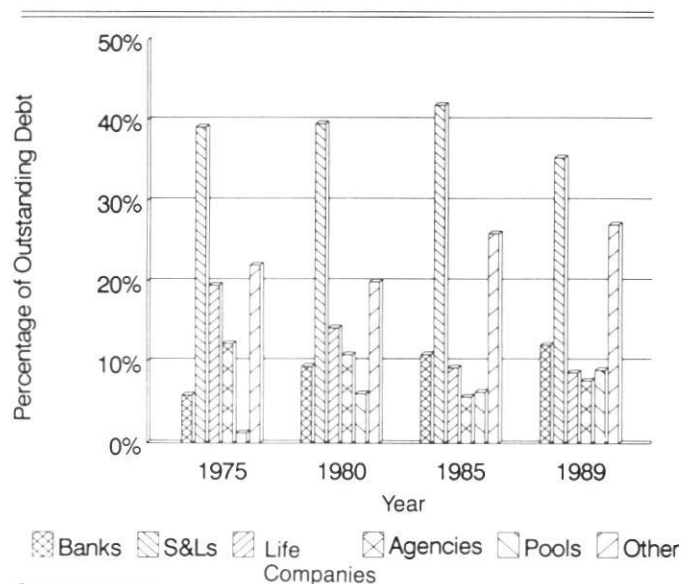 50%
40%
30%
20%
10%
0%
Percentage of Outstanding Debt
1975 1980 1985 1989
Year
Banks S&Ls Life Companies Agencies Pools Other